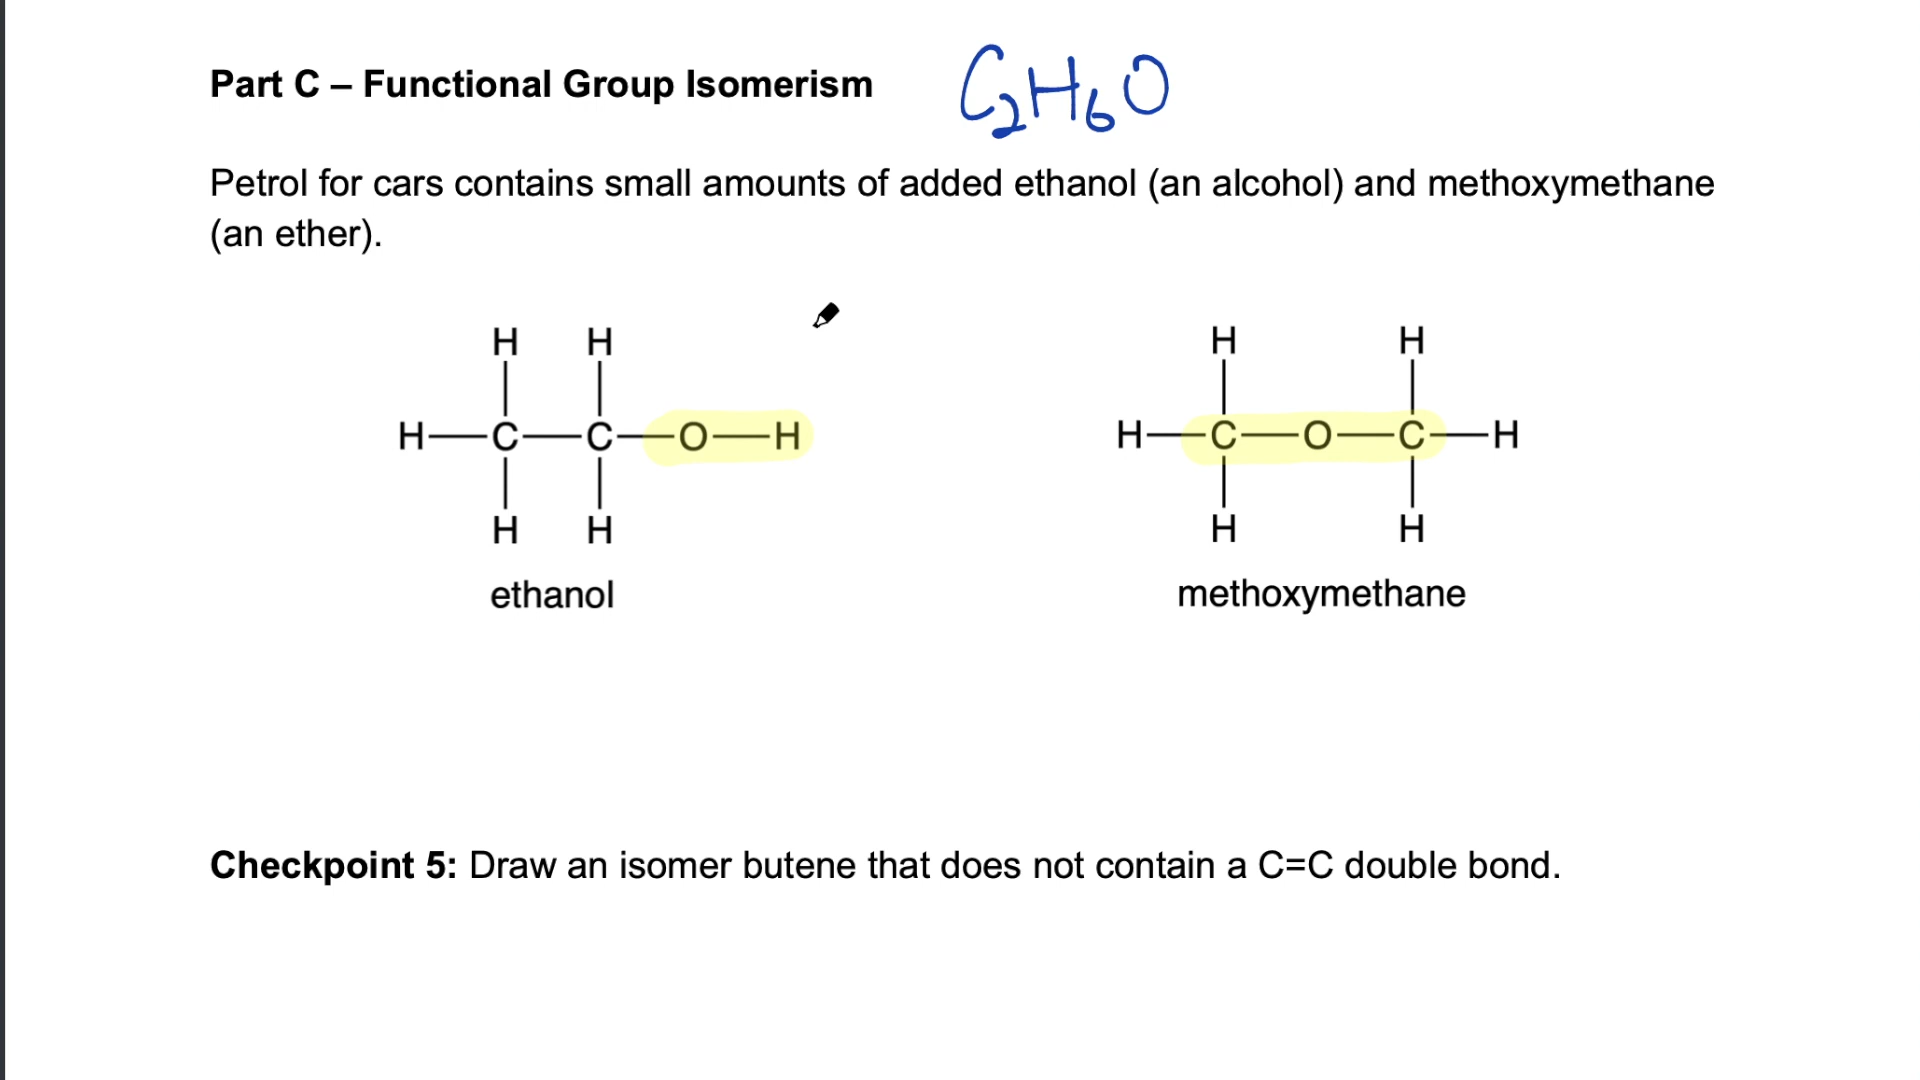 Part C – Functional Group Isomerism C₂H₆O
Petrol for cars contains small amounts of added ethanol (an alcohol) and methoxymethane
(an ether).
H H
H—C—C—O—H
H H
ethanol
H H
H—C—O—C—H
H H
methoxymethane
Checkpoint 5: Draw an isomer butene that does not contain a C=C double bond.